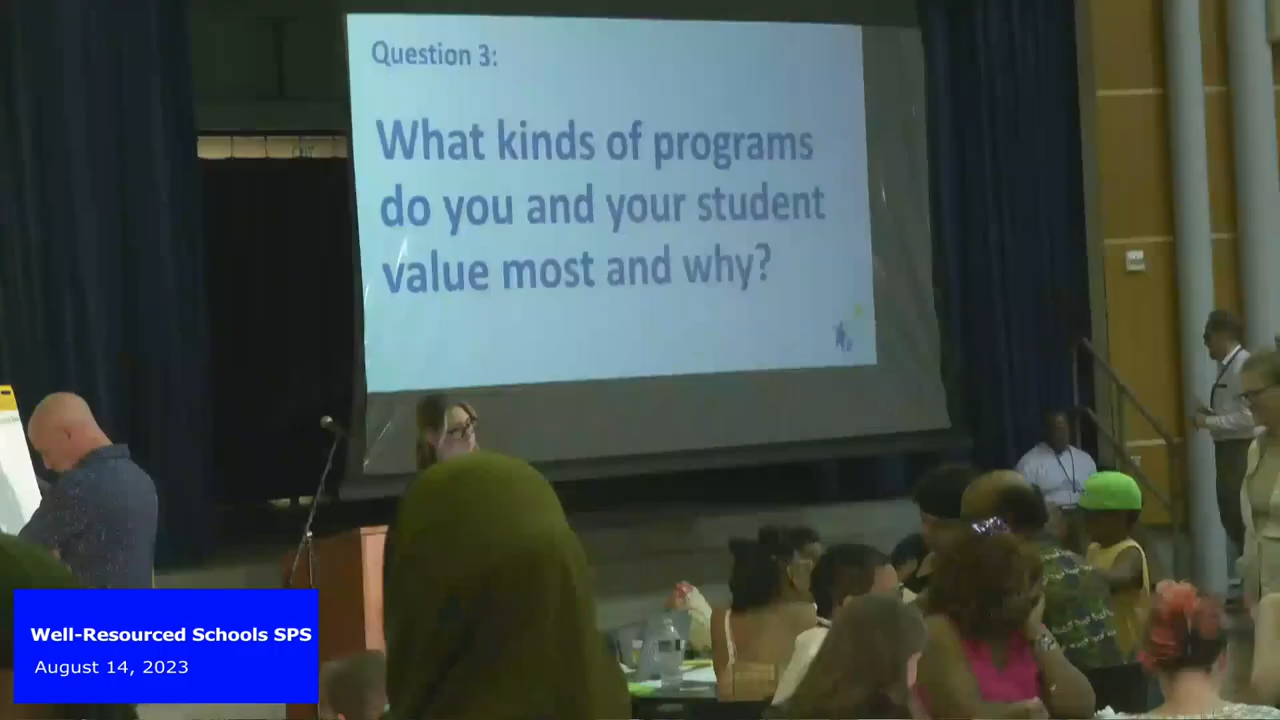 Question 3:
What kinds of programs
do you and your student
value most and why?
Well-Resourced Schools SPS
August 14, 2023